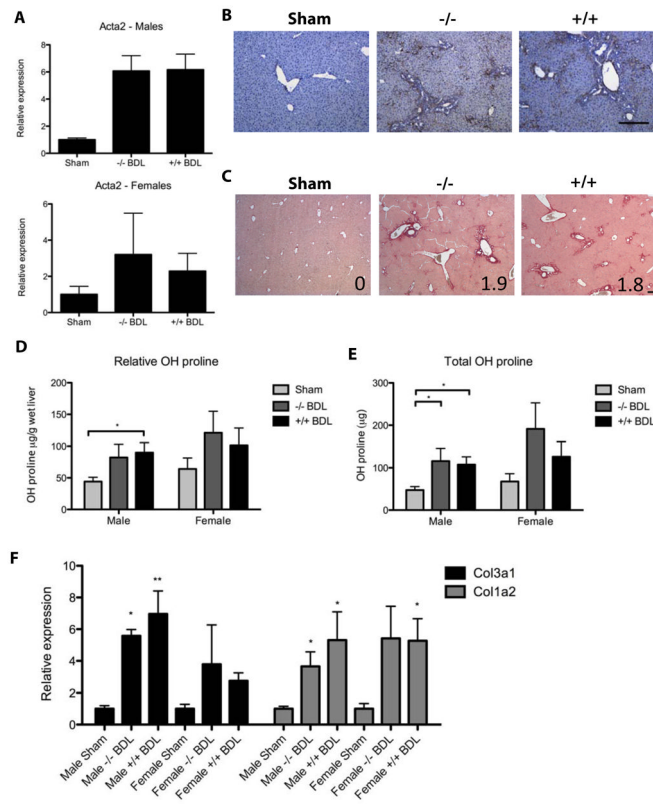 A
Acta2 - Males
Relative expression
8
6
4
2
0
Sham
-/- BDL
+/+ BDL
Acta2 - Females
Relative expression
6
4
2
0
Sham
-/- BDL
+/+ BDL
B
Sham
-/-
+/+
C
Sham
-/-
+/+
0
1.9
1.8
D
Relative OH proline
OH proline µg/g wet liver
200
150
100
50
0
Male
Female
Sham
-/- BDL
+/+ BDL
*
E
Total OH proline
OH proline (µg)
300
200
100
0
Male
Female
Sham
-/- BDL
+/+ BDL
*
*
F
Relative expression
10
8
6
4
2
0
Col3a1
Col1a2
*
**
*
*
*
Male Sham
Male -/- BDL
Male +/+ BDL
Female Sham
Female -/- BDL
Female +/+ BDL
Male Sham
Male -/- BDL
Male +/+ BDL
Female Sham
Female -/- BDL
Female +/+ BDL